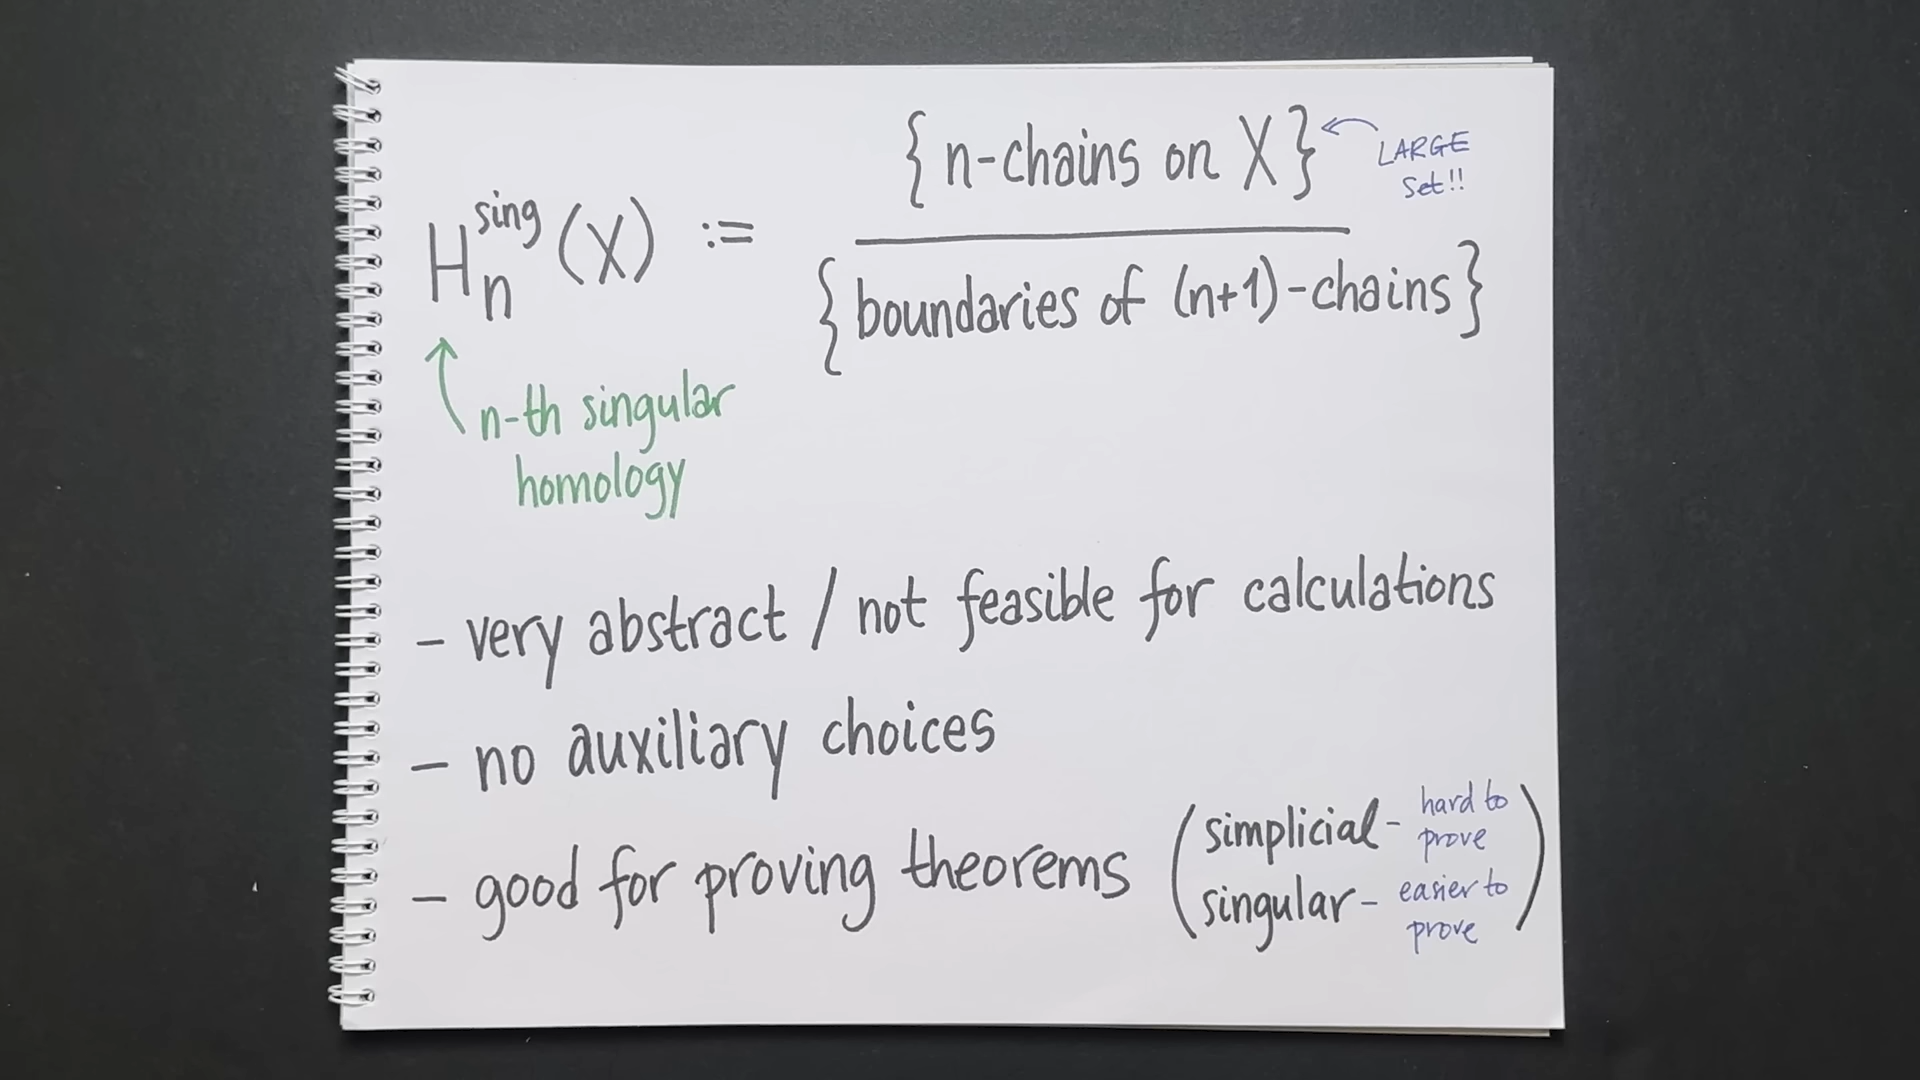 {n-chains on X}
LARGE
set!!
H_n^sing(X) :=
{boundaries of (n+1)-chains}
n-th singular
homology
- very abstract / not feasible for calculations
- no auxiliary choices
- good for proving theorems
(simplicial - hard to
prove
singular - easier to
prove)